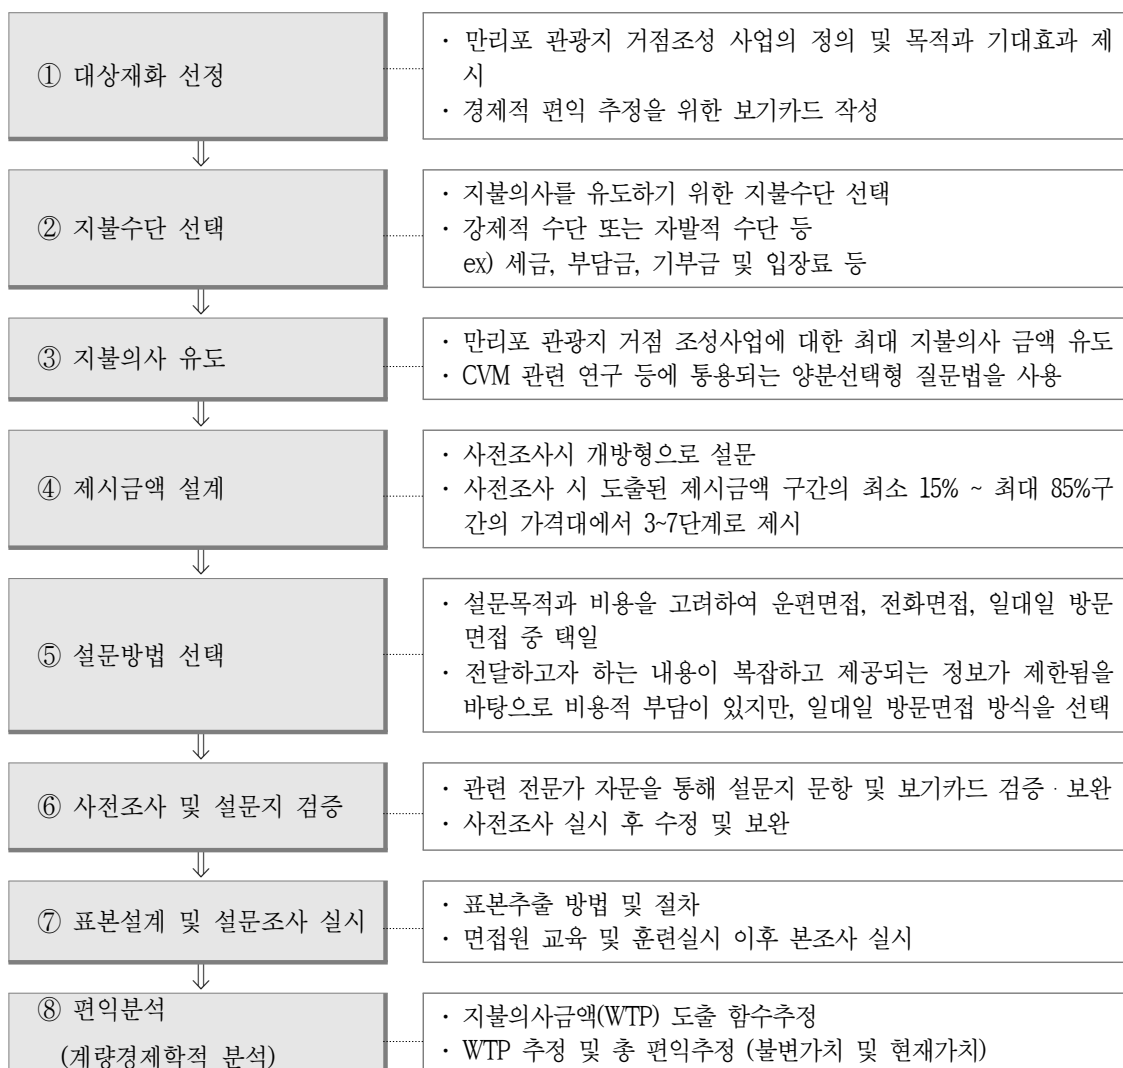 ① 대상재화 선정
· 만리포 관광지 거점조성 사업의 정의 및 목적과 기대효과 제
시
· 경제적 편익 추정을 위한 보기카드 작성
⇓
② 지불수단 선택
· 지불의사를 유도하기 위한 지불수단 선택
· 강제적 수단 또는 자발적 수단 등
ex) 세금, 부담금, 기부금 및 입장료 등
⇓
③ 지불의사 유도
· 만리포 관광지 거점 조성사업에 대한 최대 지불의사 금액 유도
· CVM 관련 연구 등에 통용되는 양분선택형 질문법을 사용
⇓
④ 제시금액 설계
· 사전조사시 개방형으로 설문
· 사전조사 시 도출된 제시금액 구간의 최소 15% ~ 최대 85%구
간의 가격대에서 3~7단계로 제시
⇓
⑤ 설문방법 선택
· 설문목적과 비용을 고려하여 운편면접, 전화면접, 일대일 방문
면접 중 택일
· 전달하고자 하는 내용이 복잡하고 제공되는 정보가 제한됨을
바탕으로 비용적 부담이 있지만, 일대일 방문면접 방식을 선택
⇓
⑥ 사전조사 및 설문지 검증
· 관련 전문가 자문을 통해 설문지 문항 및 보기카드 검증·보완
· 사전조사 실시 후 수정 및 보완
⇓
⑦ 표본설계 및 설문조사 실시
· 표본추출 방법 및 절차
· 면접원 교육 및 훈련실시 이후 본조사 실시
⇓
⑧ 편익분석
(계량경제학적 분석)
· 지불의사금액(WTP) 도출 함수추정
· WTP 추정 및 총 편익추정 (불변가치 및 현재가치)